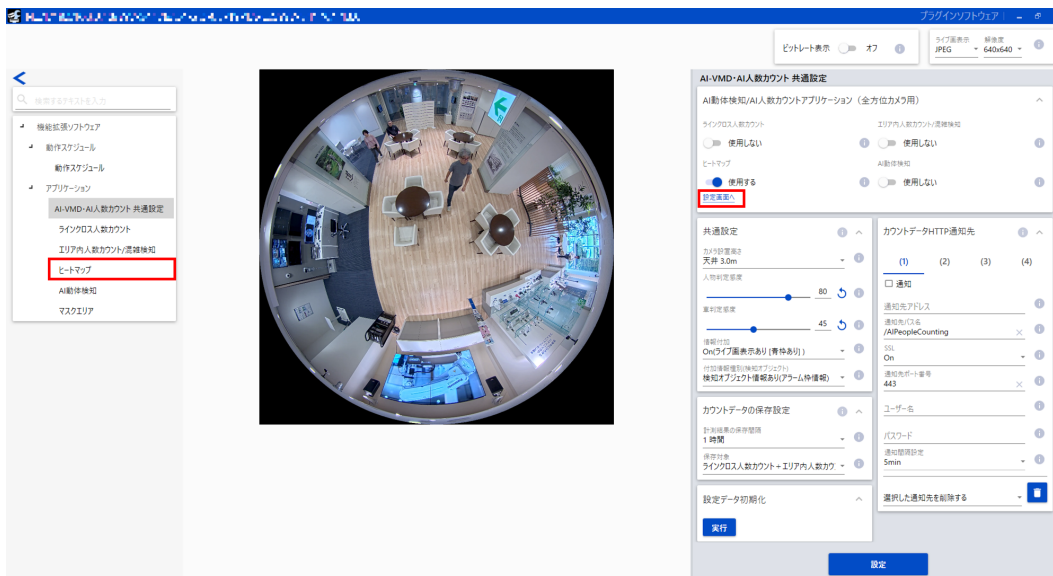 プラグインソフトウェア
ビットレート表示 オフ
ライブ画表示 解像度
JPEG 640x640
検索するテキストを入力
機能拡張ソフトウェア
動作スケジュール
動作スケジュール
アプリケーション
AI-VMD・AI人数カウント 共通設定
ラインクロス人数カウント
エリア内人数カウント/混雑検知
ヒートマップ
AI動体検知
マスクエリア
AI-VMD・AI人数カウント 共通設定
AI動体検知/AI人数カウントアプリケーション（全方位カメラ用）
ラインクロス人数カウント エリア内人数カウント/混雑検知
使用しない 使用しない
ヒートマップ AI動体検知
使用する 使用しない
設定画面へ
共通設定
カメラ設置高さ
天井 3.0m
人物判定感度
80
車判定感度
45
情報付加
On(ライブ画表示あり [青枠あり] )
付加情報種別(検知オブジェクト)
検知オブジェクト情報あり(アラーム枠情報)
カウントデータの保存設定
計測結果の保存間隔
1 時間
保存対象
ラインクロス人数カウント＋エリア内人数カウ
設定データ初期化
実行
カウントデータHTTP通知先
(1) (2) (3) (4)
通知
通知先アドレス
通知先パス名
/AIPeopleCounting
SSL
On
通知先ポート番号
443
ユーザー名
パスワード
通知間隔設定
5min
選択した通知先を削除する
設定